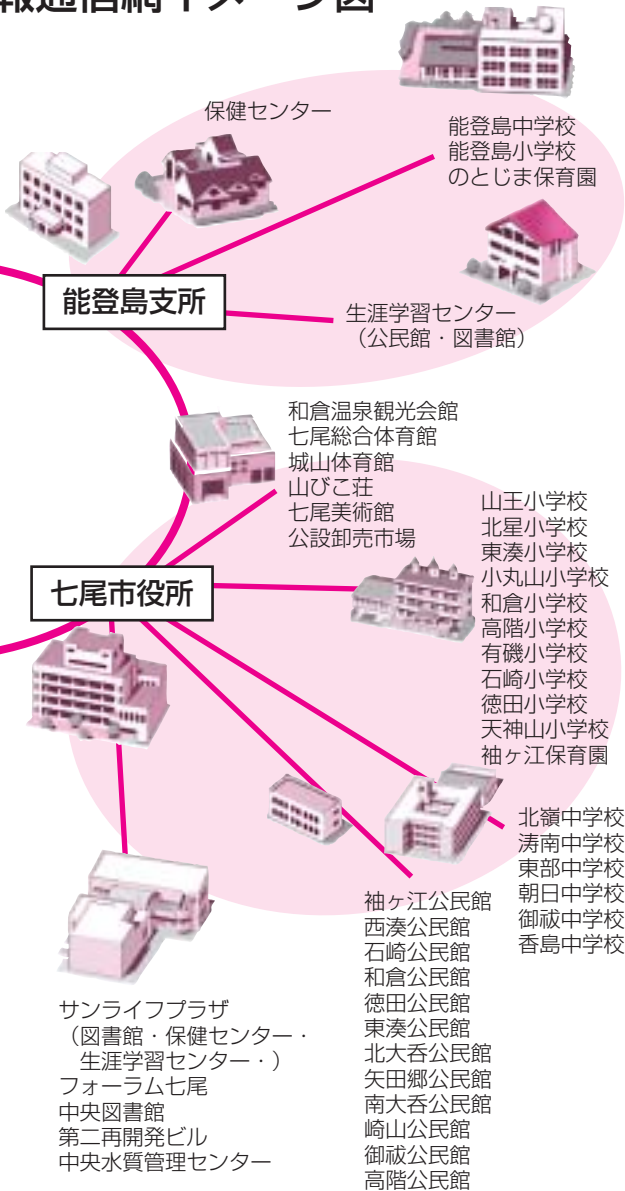 報通信網イメージ図
保健センター
能登島中学校
能登島小学校
のとじま保育園
能登島支所
生涯学習センター
（公民館・図書館）
和倉温泉観光会館
七尾総合体育館
城山体育館
山びこ荘
七尾美術館
公設卸売市場
七尾市役所
山王小学校
北星小学校
東湊小学校
小丸山小学校
和倉小学校
高階小学校
有磯小学校
石崎小学校
徳田小学校
天神山小学校
袖ヶ江保育園
北嶺中学校
涛南中学校
東部中学校
朝日中学校
御祓中学校
香島中学校
袖ヶ江公民館
西湊公民館
石崎公民館
和倉公民館
徳田公民館
東湊公民館
北大呑公民館
矢田郷公民館
南大呑公民館
崎山公民館
御祓公民館
高階公民館
サンライフプラザ
（図書館・保健センター・
生涯学習センター・）
フォーラム七尾
中央図書館
第二再開発ビル
中央水質管理センター